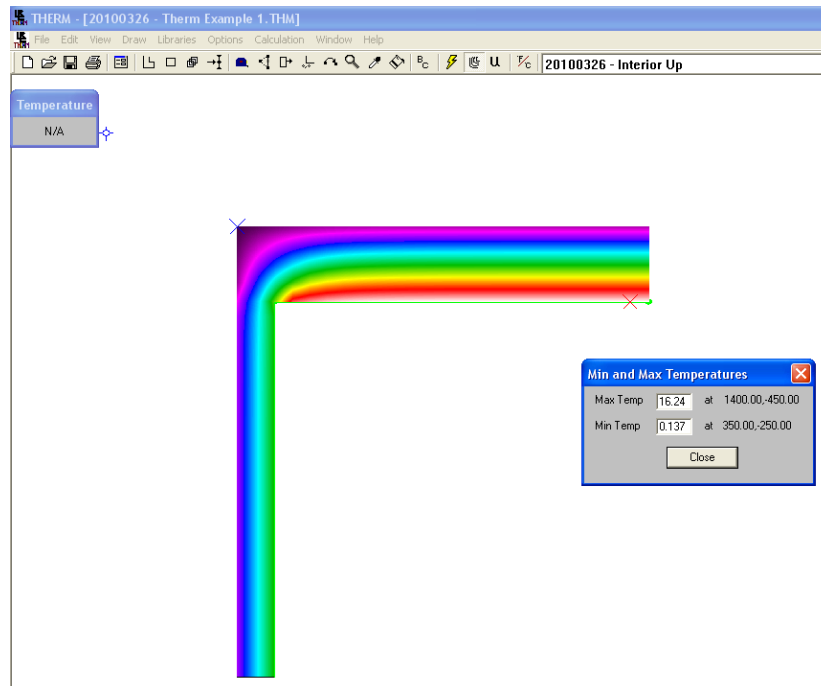 THERM - [20100326 - Therm Example 1.THM]
File Edit View Draw Libraries Options Calculation Window Help
BC U F/C 20100326 - Interior Up
Temperature
N/A
Min and Max Temperatures
Max Temp 16.24 at 1400.00,-450.00
Min Temp 0.137 at 350.00,-250.00
Close